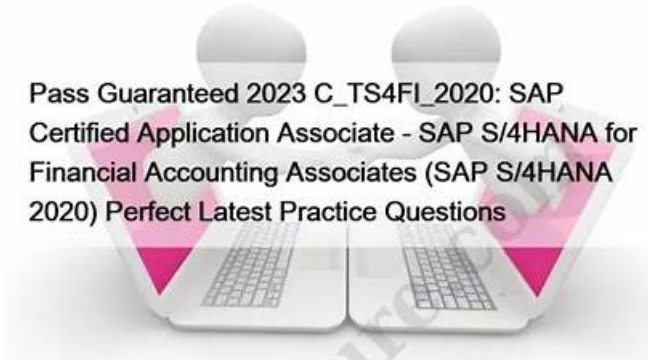 Pass Guaranteed 2023 C_TS4FI_2020: SAP
Certified Application Associate - SAP S/4HANA for
Financial Accounting Associates (SAP S/4HANA
2020) Perfect Latest Practice Questions